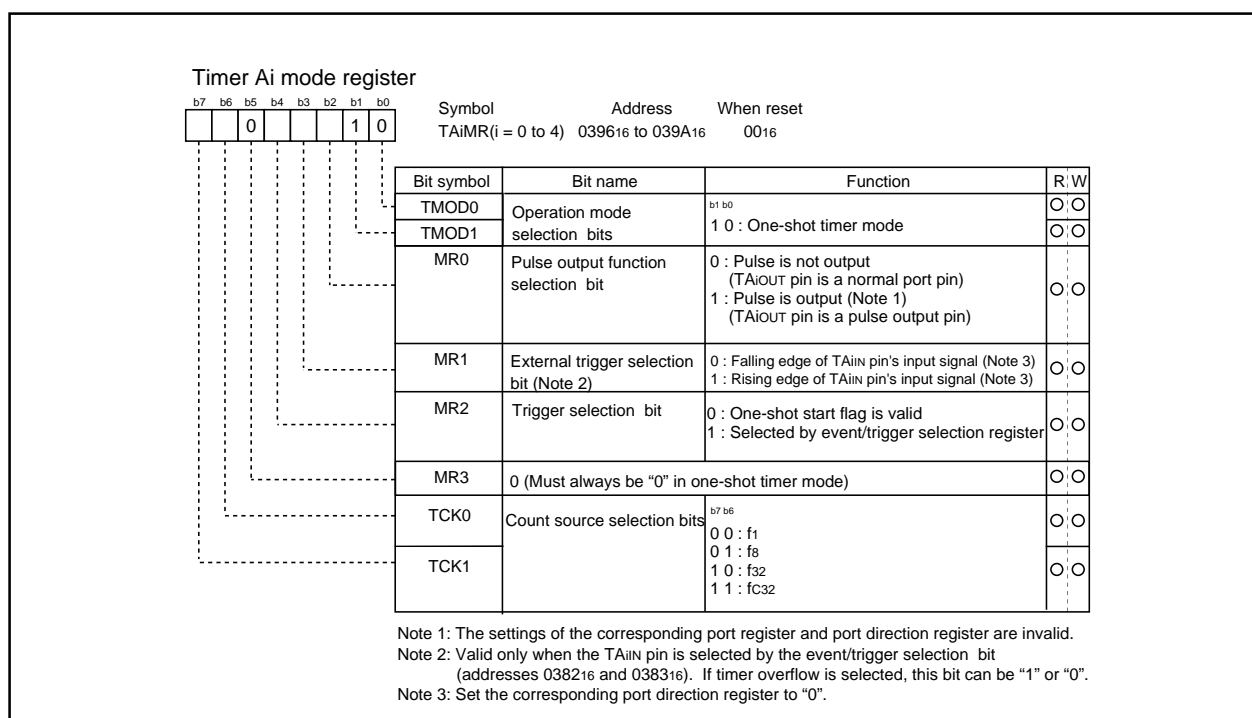 Timer Ai mode register
b7 b6 b5 b4 b3 b2 b1 b0
0 1 0
Symbol Address When reset
TAiMR(i = 0 to 4) 039616 to 039A16 0016
Bit symbol Bit name Function R W
TMOD0
TMOD1
Operation mode
selection bits
b1 b0
1 0 : One-shot timer mode
MR0
Pulse output function
selection bit
0 : Pulse is not output
(TAiOUT pin is a normal port pin)
1 : Pulse is output (Note 1)
(TAiOUT pin is a pulse output pin)
MR1
External trigger selection
bit (Note 2)
0 : Falling edge of TAiIN pin's input signal (Note 3)
1 : Rising edge of TAiIN pin's input signal (Note 3)
MR2
Trigger selection bit
0 : One-shot start flag is valid
1 : Selected by event/trigger selection register
MR3
0 (Must always be “0” in one-shot timer mode)
TCK0
TCK1
Count source selection bits
b7 b6
0 0 : f1
0 1 : f8
1 0 : f32
1 1 : fC32
Note 1: The settings of the corresponding port register and port direction register are invalid.
Note 2: Valid only when the TAiIN pin is selected by the event/trigger selection bit
(addresses 038216 and 038316). If timer overflow is selected, this bit can be “1” or “0”.
Note 3: Set the corresponding port direction register to “0”.